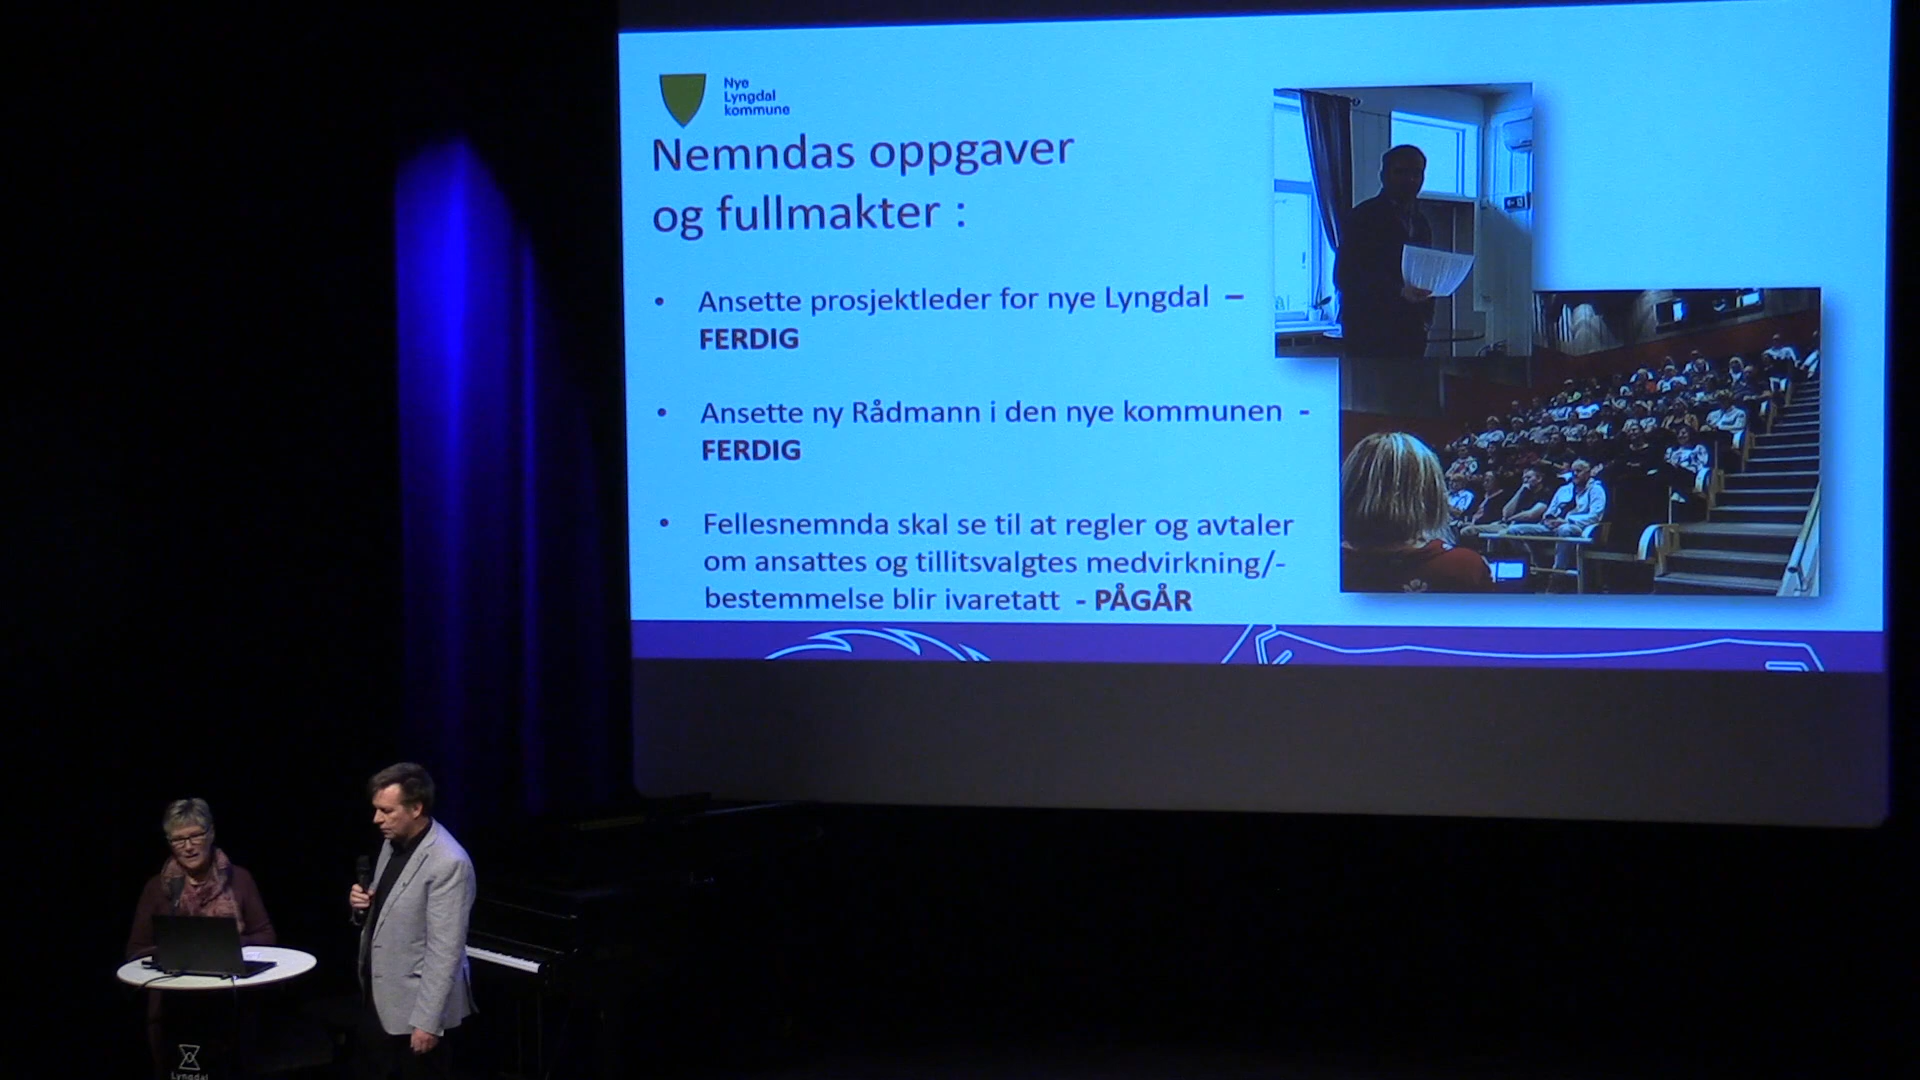 Nye
Lyngdal
kommune
Nemndas oppgaver
og fullmakter :
• Ansette prosjektleder for nye Lyngdal –
FERDIG
• Ansette ny Rådmann i den nye kommunen -
FERDIG
• Fellesnemnda skal se til at regler og avtaler
om ansattes og tillitsvalgtes medvirkning/-
bestemmelse blir ivaretatt - PÅGÅR
Lyngdal